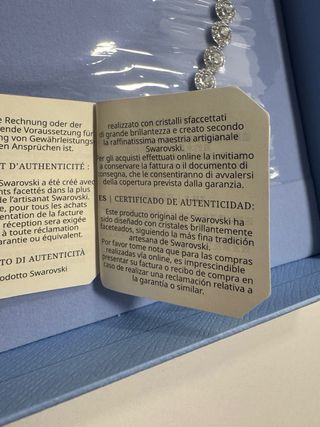 e Rechnung oder der
ende Voraussetzung für
ng von Gewährleistungs-
en Ansprüchen ist.
T D'AUTHENTICITÉ :
Swarovski a été créé avec
ts facettés dans la plus
de l'artisanat Swarovski.
e, pour tous les achats
entation de la facture
réception sera exigée
à toute réclamation
arantie ou équivalent.
TO DI AUTENTICITÀ
odotto Swarovski
realizzato con cristalli sfaccettati
di grande brillantezza e creato secondo
la raffinatissima maestria artigianale
Swarovski.
Per gli acquisti effettuati online la invitiamo
a conservare la fattura o il documento di
consegna, che le consentiranno di avvalersi
della copertura prevista dalla garanzia.
ES | CERTIFICADO DE AUTENTICIDAD:
Este producto original de Swarovski ha
sido diseñado con cristales brillantemente
faceteados, siguiendo la más fina tradición
artesana de Swarovski.
Por favor tome nota que para las compras
realizadas vía online, es imprescindible
presentar su factura o recibo de compra en
caso de realizar una reclamación relativa a
la garantía o similar.